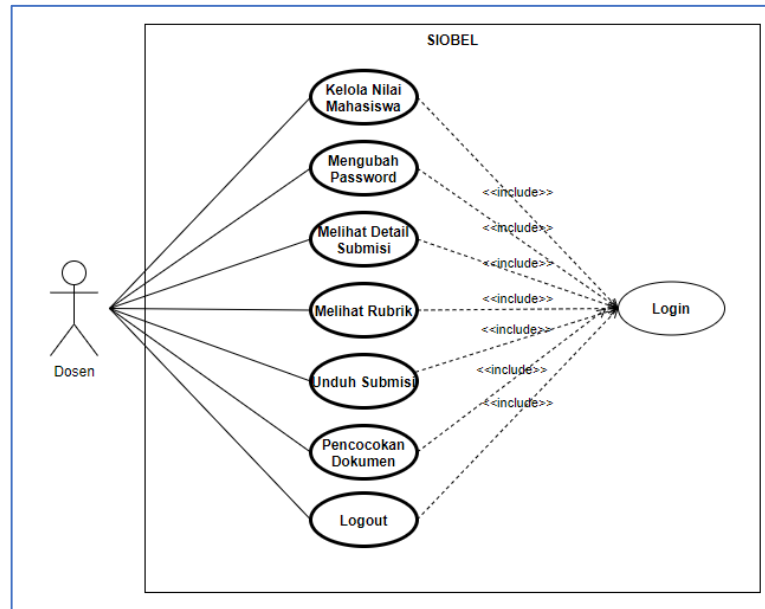 SIOBEL
Kelola Nilai
Mahasiswa
Mengubah
Password
<<include>>
Melihat Detail
Submisi
<<include>>
<<include>>
Melihat Rubrik
<<include>>
Login
<<include>>
Dosen
Unduh Submisi
<<include>>
<<include>>
Pencocokan
Dokumen
Logout